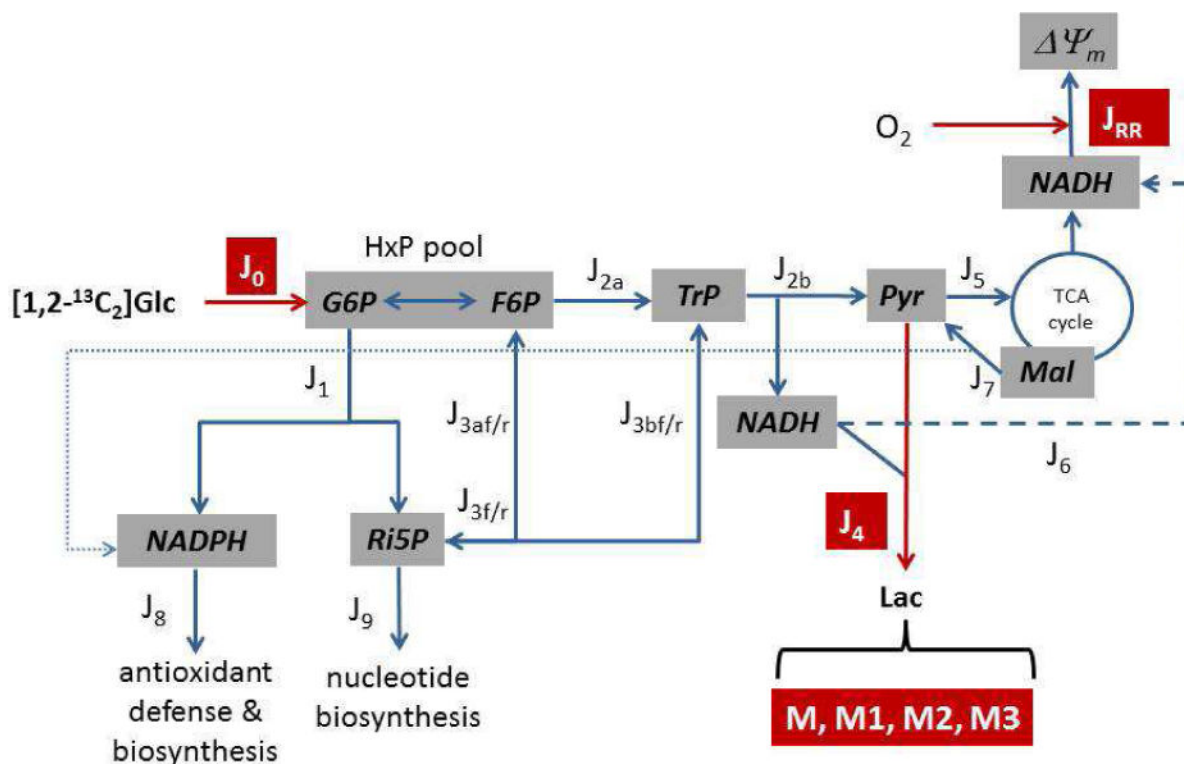 ΔΨm
O2
JRR
NADH
HxP pool
J0
[1,2-13C2]Glc
G6P
F6P
J2a
TrP
J2b
Pyr
J5
TCA
cycle
J1
J3af/r
J3bf/r
J7
Mal
NADH
J6
J3f/r
J4
NADPH
Ri5P
J8
J9
Lac
antioxidant
defense &
biosynthesis
nucleotide
biosynthesis
M, M1, M2, M3